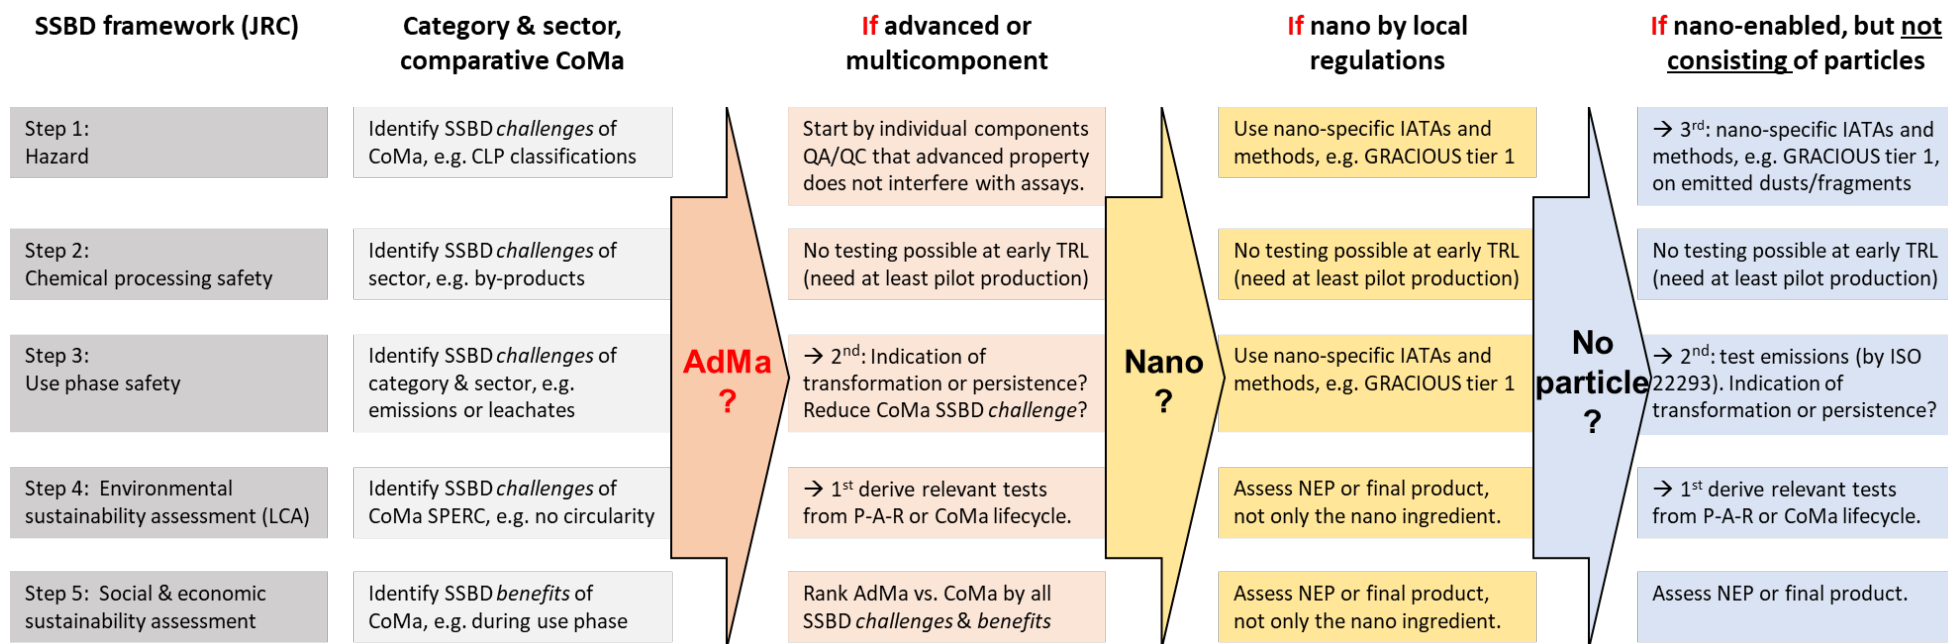 SSBD framework (JRC)
Category & sector,
comparative CoMa
If advanced or
multicomponent
If nano by local
regulations
If nano-enabled, but not
consisting of particles
Step 1:
Hazard
Identify SSBD challenges of
CoMa, e.g. CLP classifications
Start by individual components
QA/QC that advanced property
does not interfere with assays.
Use nano-specific IATAs and
methods, e.g. GRACIOUS tier 1
→ 3rd: nano-specific IATAs and
methods, e.g. GRACIOUS tier 1,
on emitted dusts/fragments
Step 2:
Chemical processing safety
Identify SSBD challenges of
sector, e.g. by-products
No testing possible at early TRL
(need at least pilot production)
No testing possible at early TRL
(need at least pilot production)
No testing possible at early TRL
(need at least pilot production)
Step 3:
Use phase safety
Identify SSBD challenges of
category & sector, e.g.
emissions or leachates
AdMa
?
→ 2nd: Indication of
transformation or persistence?
Reduce CoMa SSBD challenge?
Nano
?
Use nano-specific IATAs and
methods, e.g. GRACIOUS tier 1
No
particle
?
→ 2nd: test emissions (by ISO
22293). Indication of
transformation or persistence?
Step 4: Environmental
sustainability assessment (LCA)
Identify SSBD challenges of
CoMa SPERC, e.g. no circularity
→ 1st derive relevant tests
from P-A-R or CoMa lifecycle.
Assess NEP or final product,
not only the nano ingredient.
→ 1st derive relevant tests
from P-A-R or CoMa lifecycle.
Step 5: Social & economic
sustainability assessment
Identify SSBD benefits of
CoMa, e.g. during use phase
Rank AdMa vs. CoMa by all
SSBD challenges & benefits
Assess NEP or final product,
not only the nano ingredient.
Assess NEP or final product.